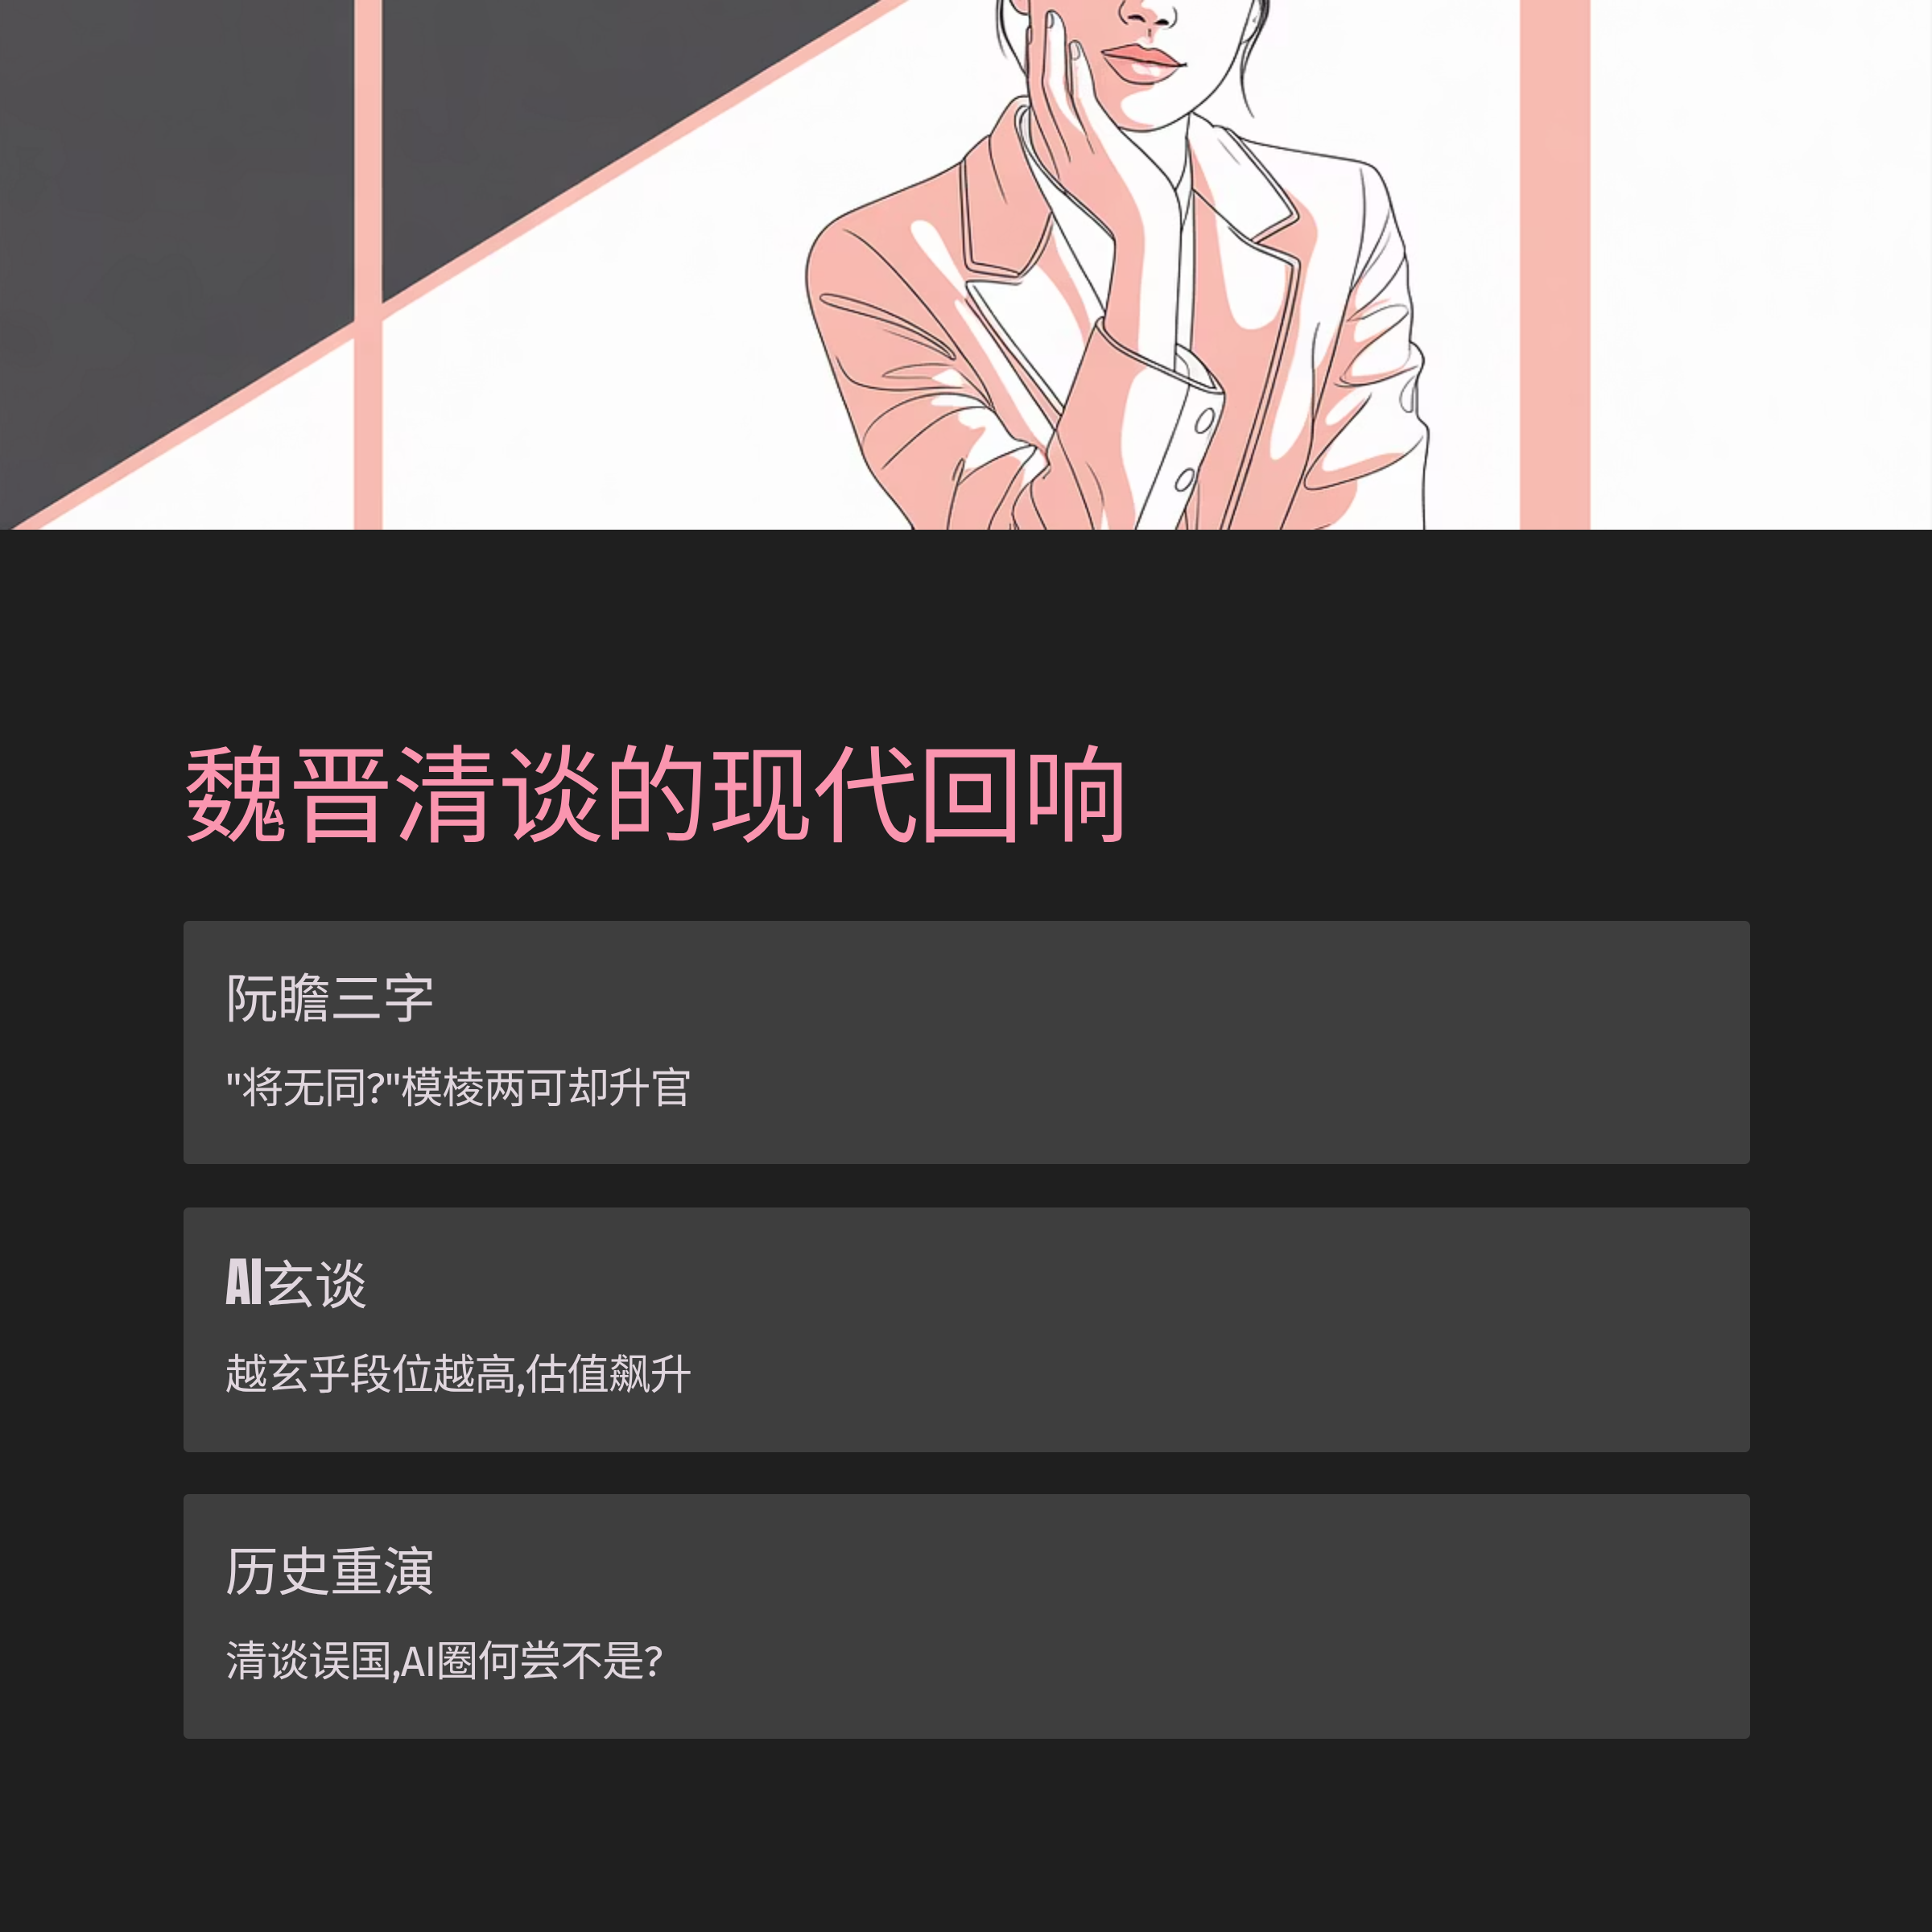 魏晋清谈的现代回响
阮瞻三字
"将无同?"模棱两可却升官
AI玄谈
越玄乎段位越高,估值飙升
历史重演
清谈误国,AI圈何尝不是?